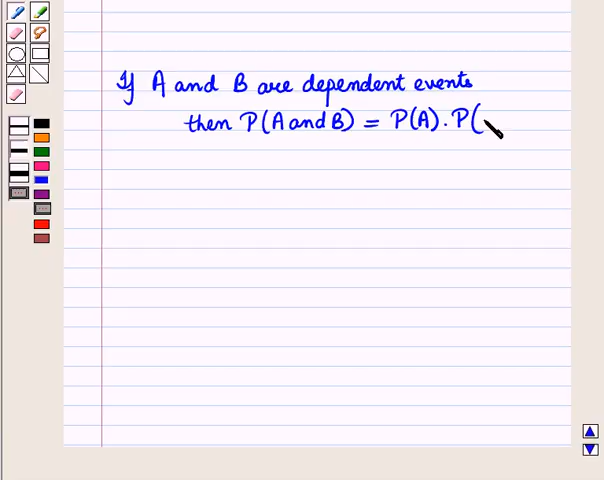 If A and B are dependent events
then P(A and B) = P(A). P(